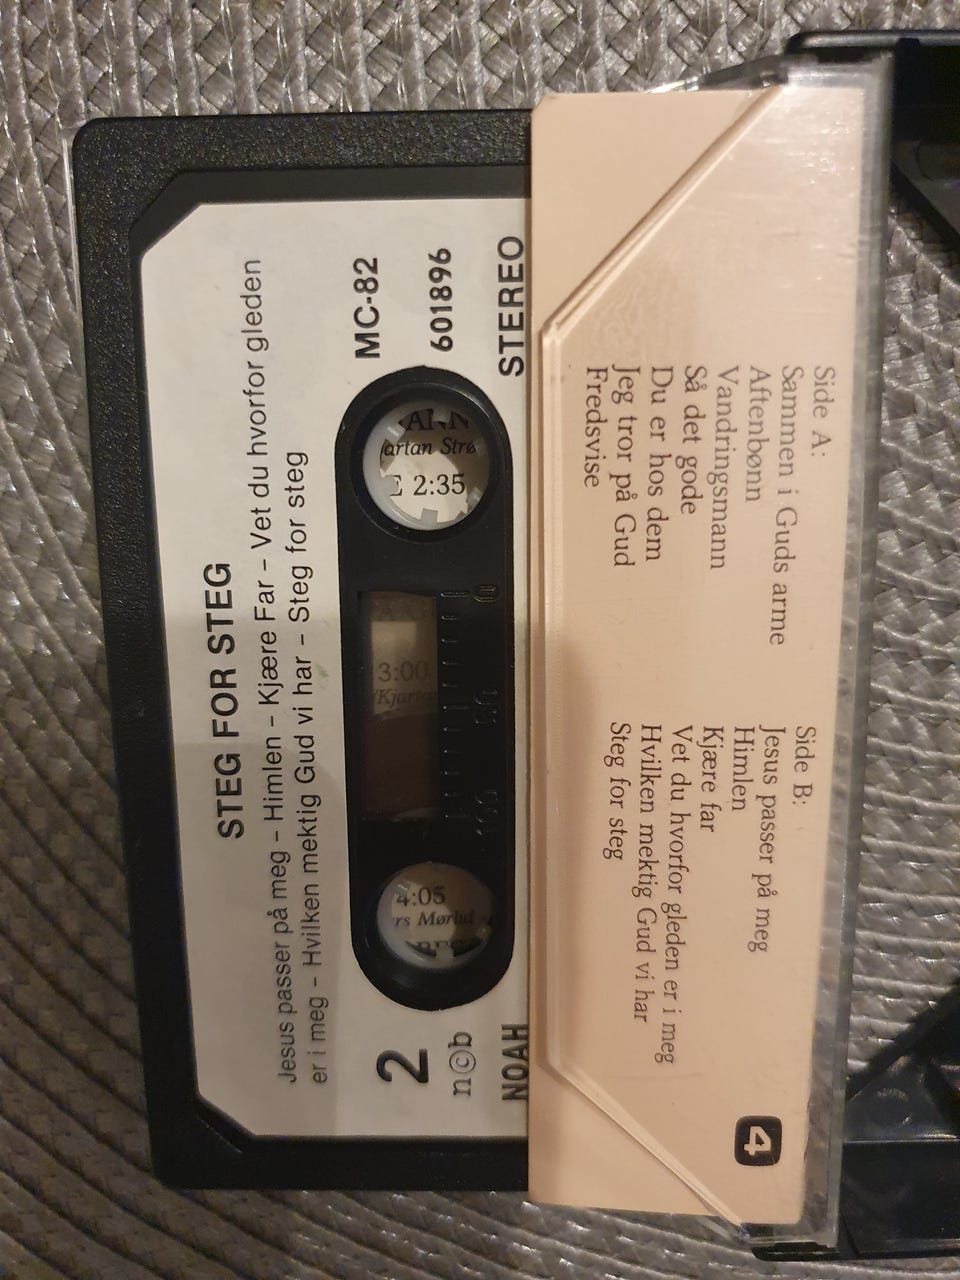 STEG FOR STEG
Jesus passer på meg – Himlen – Kjære Far – Vet du hvorfor gleden
er i meg – Hvilken mektig Gud vi har – Steg for steg
MC-82
601896
STEREO
2
n©b
NOAH
2:35
3:00
4:05
Side A:
Sammen i Guds arme
Aftenbønn
Vandringsmann
Så det gode
Du er hos dem
Jeg tror på Gud
Fredsvise
Side B:
Jesus passer på meg
Himlen
Kjære far
Vet du hvorfor gleden er i meg
Hvilken mektig Gud vi har
Steg for steg
4